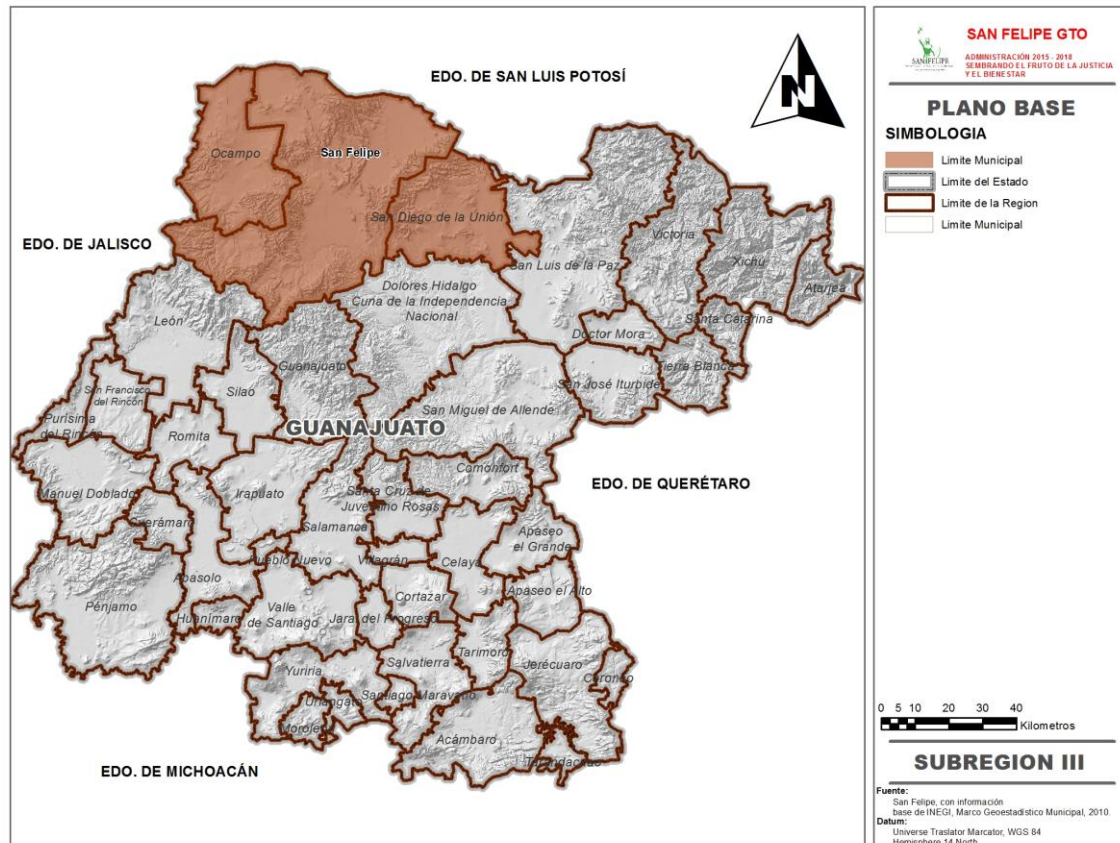 EDO. DE SAN LUIS POTOSÍ
N
Ocampo
San Felipe
San Diego de la Unión
EDO. DE JALISCO
Victoria
Xichú
San Luis de la Paz
Atarjea
Dolores Hidalgo
Cuna de la Independencia
Nacional
León
Santa Catarina
Doctor Mora
Guanajuato
Tierra Blanca
San José Iturbide
San Francisco
del Rincón
Silao
San Miguel de Allende
Purísima
del Rincón
Romita
GUANAJUATO
Comonfort
EDO. DE QUERÉTARO
Manuel Doblado
Irapuato
Santa Cruz de
Juventino Rosas
Cuerámaro
Salamanca
Apaseo
el Grande
Pueblo Nuevo
Villagrán
Celaya
Abasolo
Pénjamo
Cortazar
Apaseo el Alto
Huanímaro
Valle
de Santiago
Jaral del Progreso
Tarimoro
Salvatierra
Jerécuaro
Yuriria
Coroneo
Uriangato
Santiago Maravatío
Moroleón
Acámbaro
Tarandacuao
EDO. DE MICHOACÁN
SAN FELIPE
SAN FELIPE GTO
ADMINISTRACIÓN 2015 - 2018
SEMBRANDO EL FRUTO DE LA JUSTICIA
Y EL BIENESTAR
PLANO BASE
SIMBOLOGIA
Limite Municipal
Limite del Estado
Limite de la Region
Limite Municipal
0 5 10 20 30 40
Kilometros
SUBREGION III
Fuente:
San Felipe, con información
base de INEGI, Marco Geoestadístico Municipal, 2010.
Datum:
Universe Traslator Marcator, WGS 84
Hemisphere 14 North